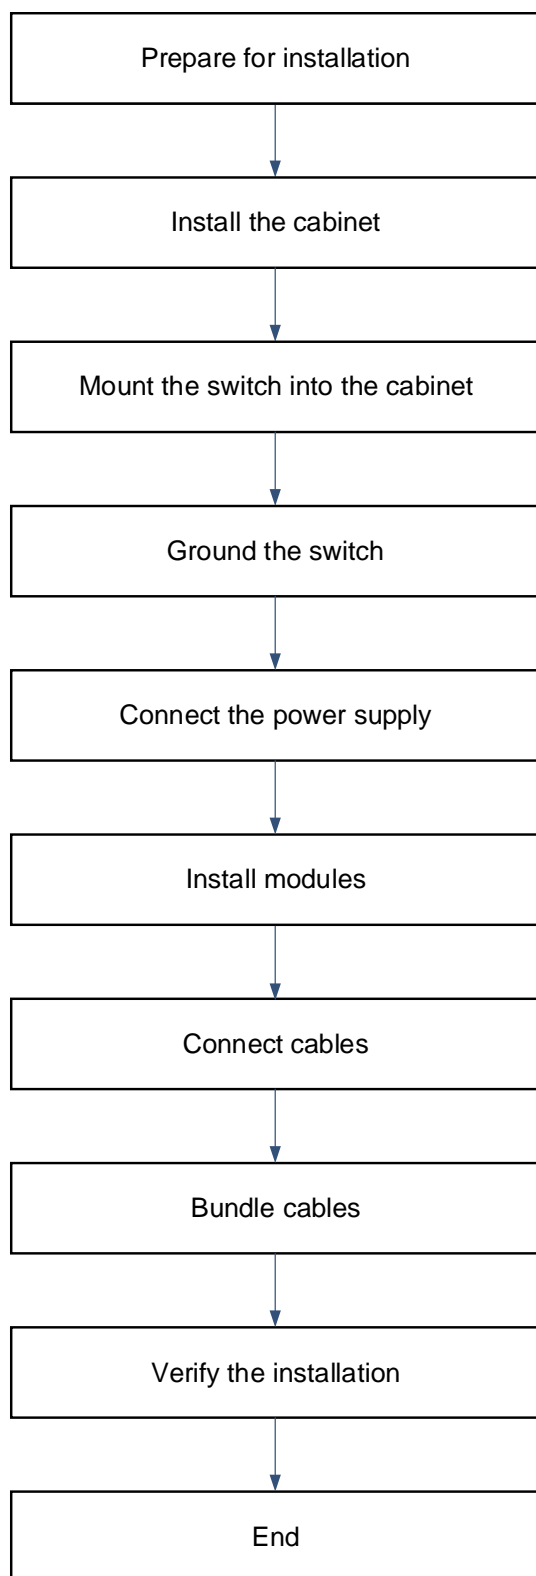 Prepare for installation
Install the cabinet
Mount the switch into the cabinet
Ground the switch
Connect the power supply
Install modules
Connect cables
Bundle cables
Verify the installation
End